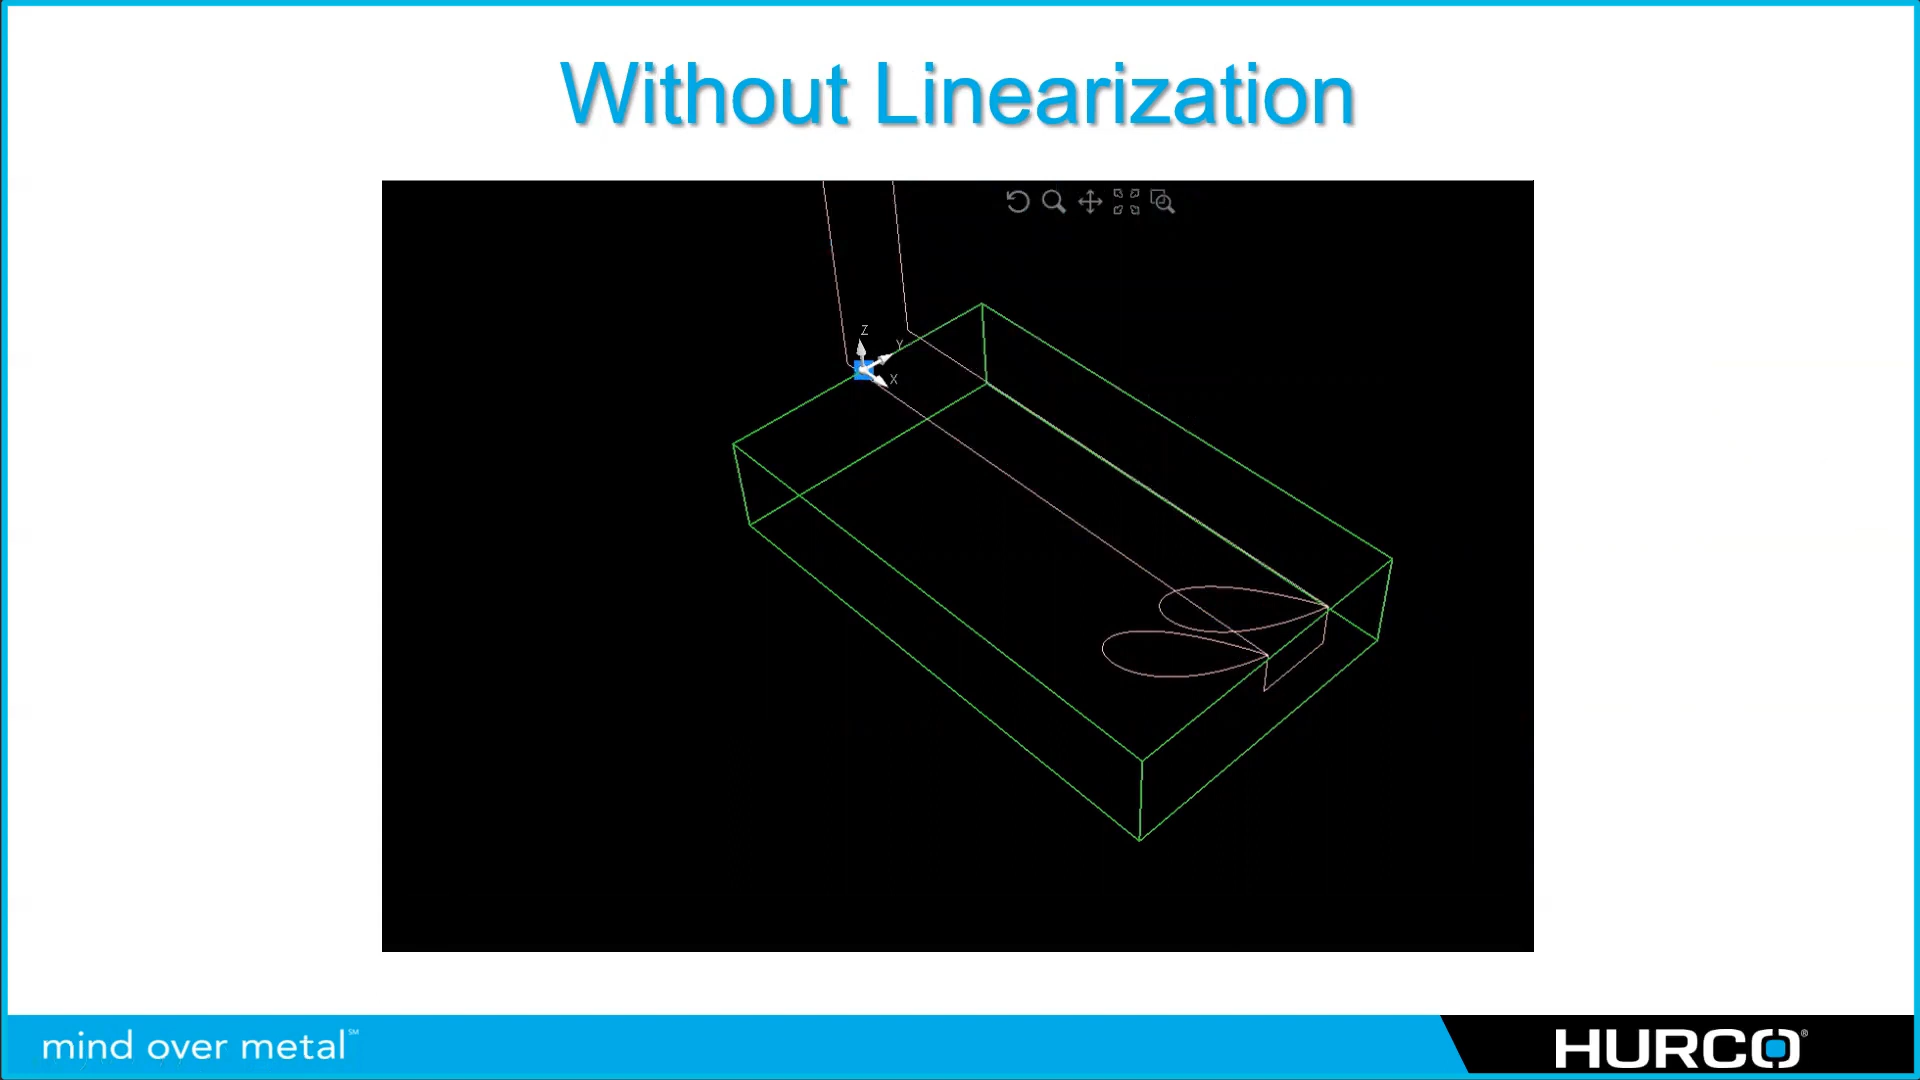 Without Linearization
Z
Y
X
mind over metal℠
HURCO®